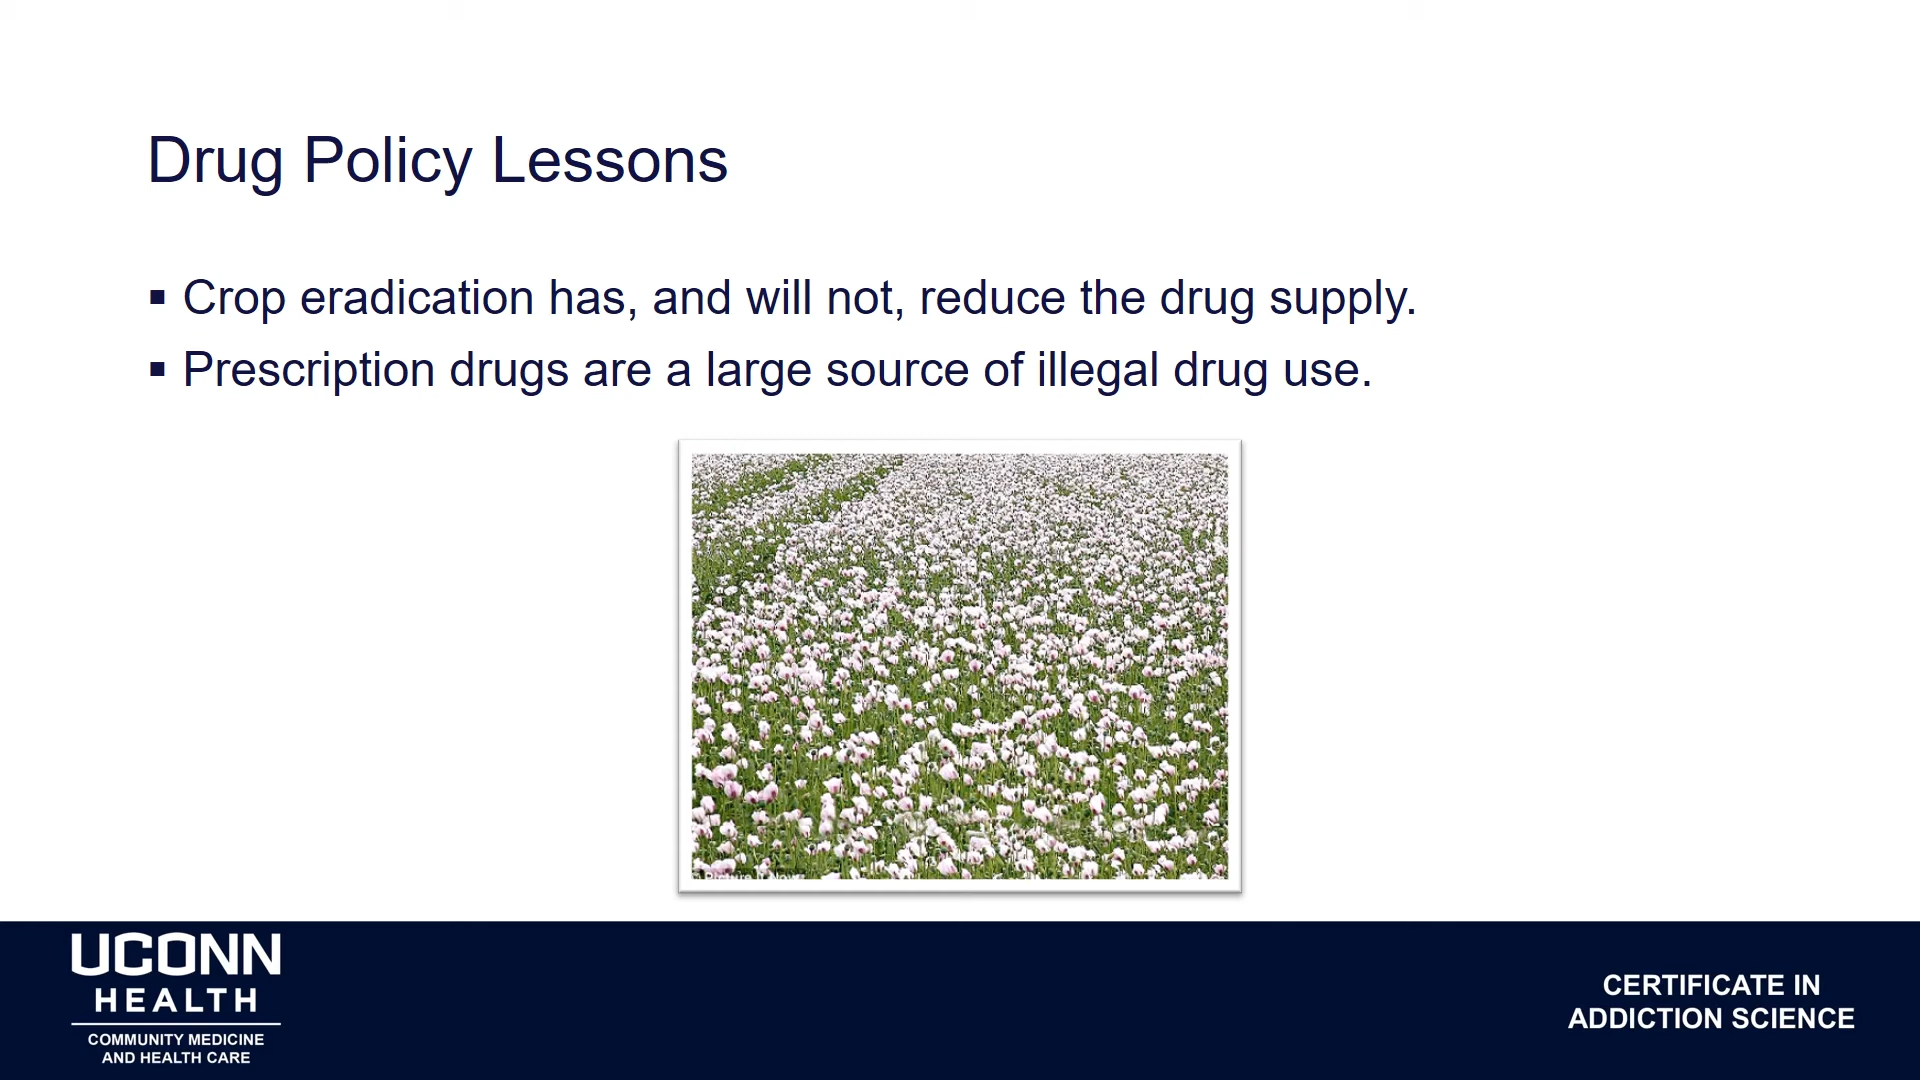 Drug Policy Lessons
▪ Crop eradication has, and will not, reduce the drug supply.
▪ Prescription drugs are a large source of illegal drug use.
UCONN
HEALTH
COMMUNITY MEDICINE
AND HEALTH CARE
CERTIFICATE IN
ADDICTION SCIENCE